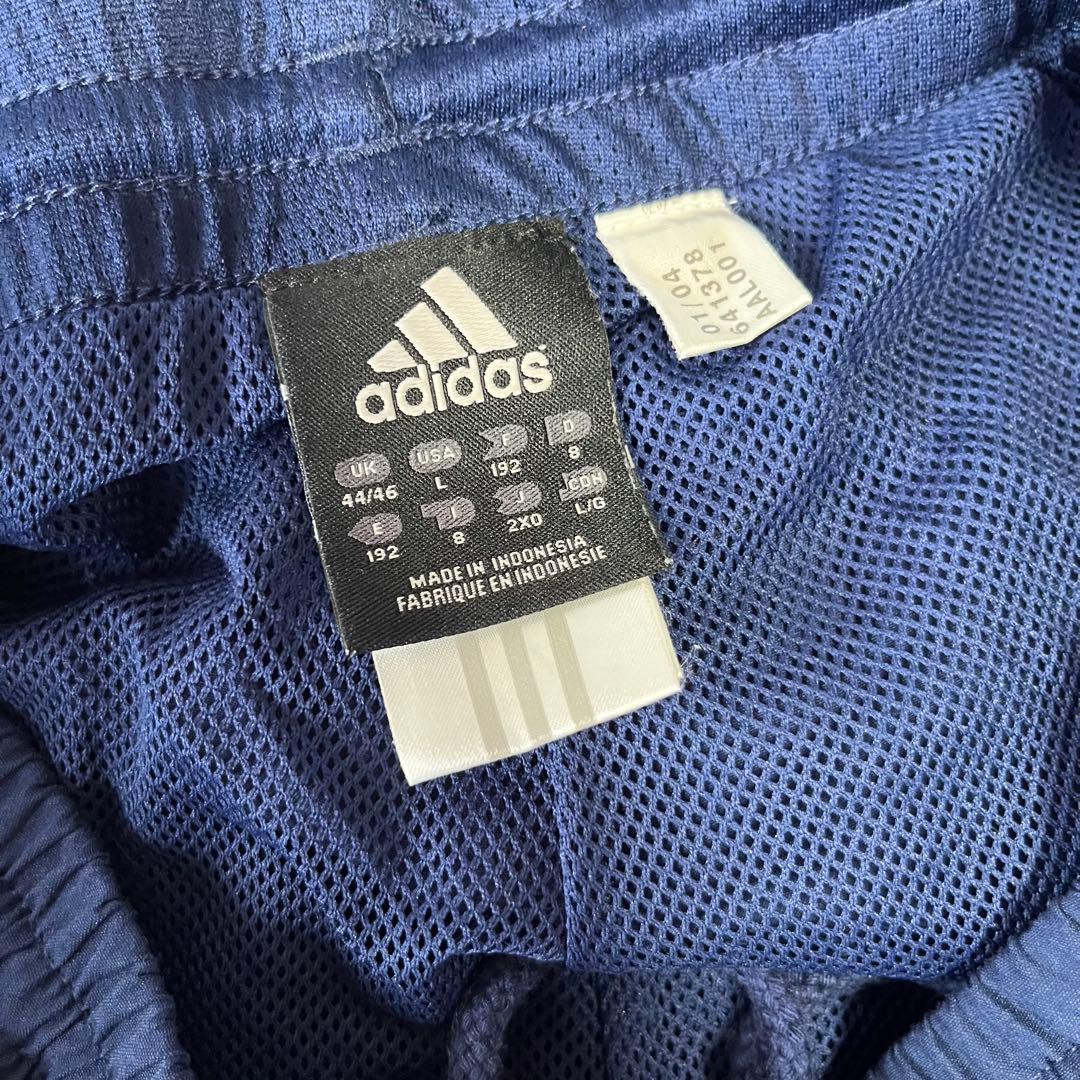 adidas
UK USA F D
44/46 L 192 8
E I J CDN
192 8 2XO L/G
MADE IN INDONESIA
FABRIQUE EN INDONESIE
01/04
641378
AAL001